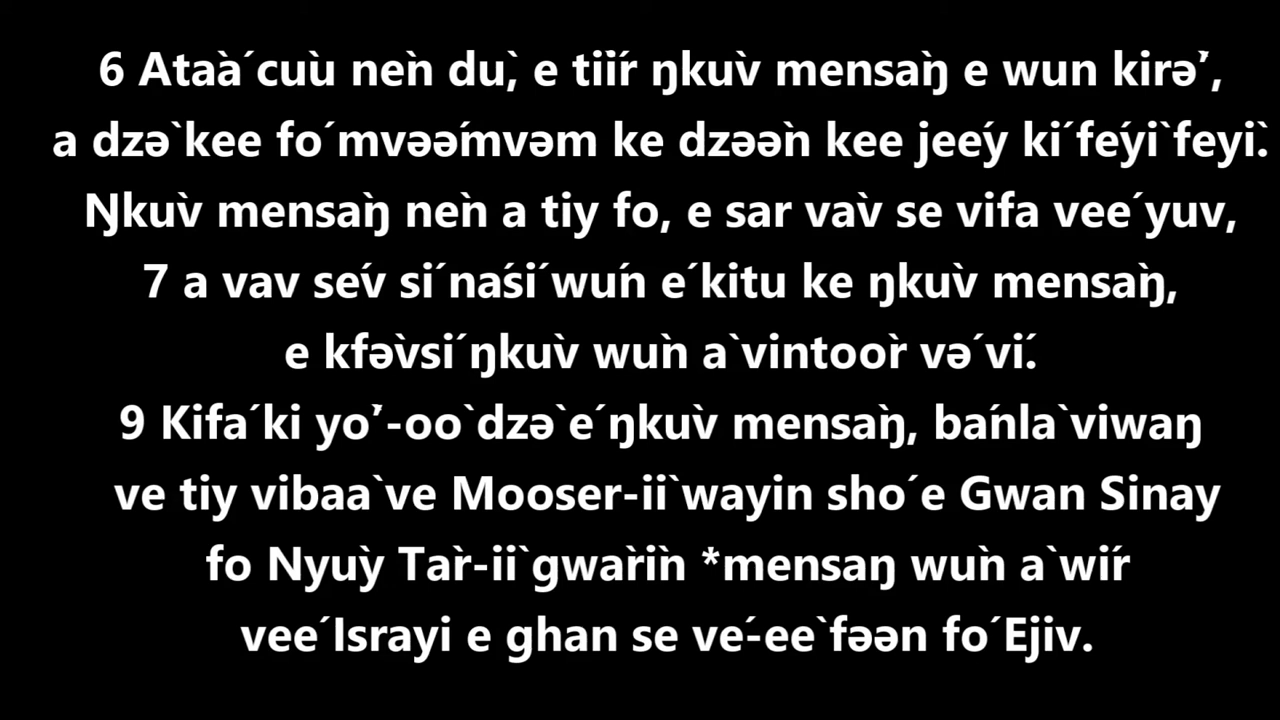 6 Ataà´cuù neǹ du,̀ e tiìŕ ŋkuv̀ mensaŋ̀ e wun kirə’̀,
a dzə`kee fo´mvəəḿvəm ke dzəəǹ kee jeeý ki´feýi`feyi.̀
Ŋkuv̀ mensaŋ̀ neǹ a tiy fo, e sar vav̀ se vifa vee´yuv,
7 a vav sev́ si´naśi´wuń e´kitu ke ŋkuv̀ mensaŋ̀,
e kfəv̀si´ŋkuv̀ wuǹ a`vintoor̀ və´vi.́
9 Kifa´ki yo’̀-oo`dzə`e´ŋkuv̀ mensaŋ̀, bańla`viwaŋ
ve tiy vibaa`ve Mooser-ii`wayin sho´e Gwan Sinay
fo Nyuỳ Tar̀-ii`gwar̀iǹ *mensaŋ wuǹ a`wiŕ
vee´Israyi e ghan se ve-́ee`fəən fo´Ejiv.